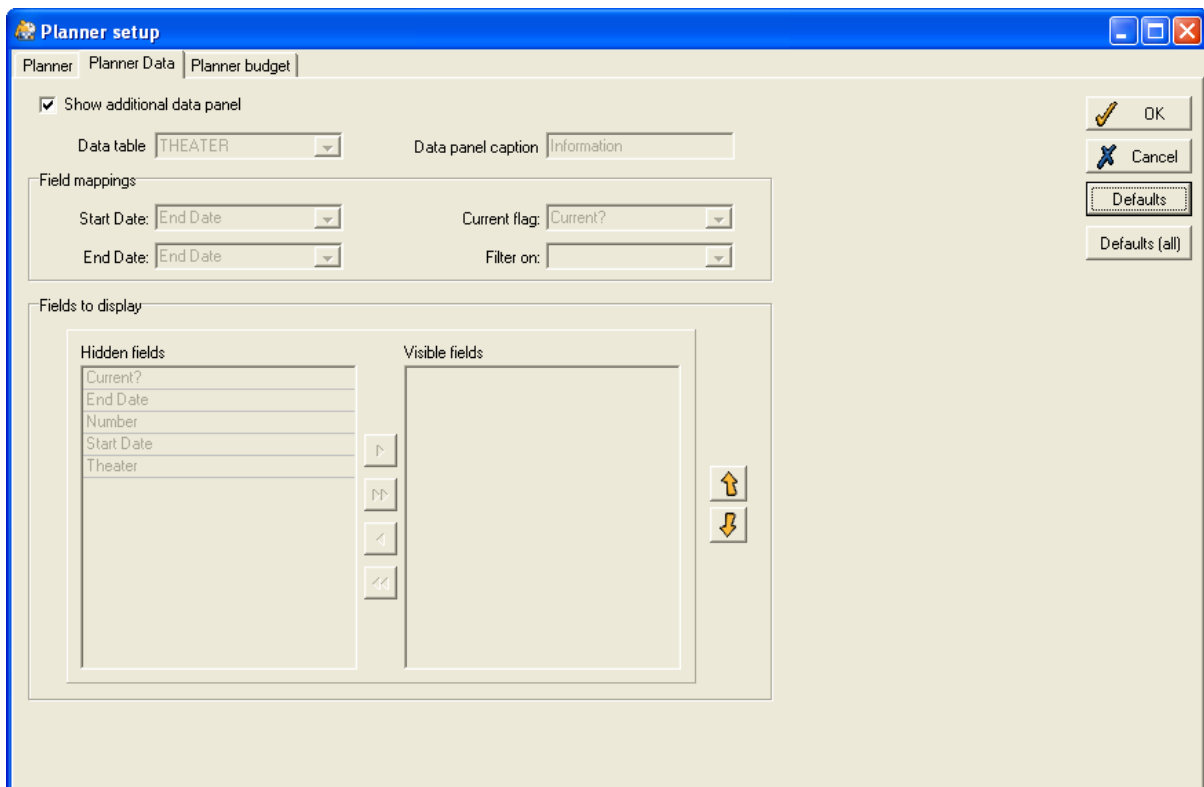 Planner setup
Planner Planner Data Planner budget
Show additional data panel
OK
Data table THEATER Data panel caption Information
Cancel
Field mappings
Defaults
Start Date: End Date Current flag: Current?
Defaults (all)
End Date: End Date Filter on:
Fields to display
Hidden fields Visible fields
Current?
End Date
Number
Start Date
Theater